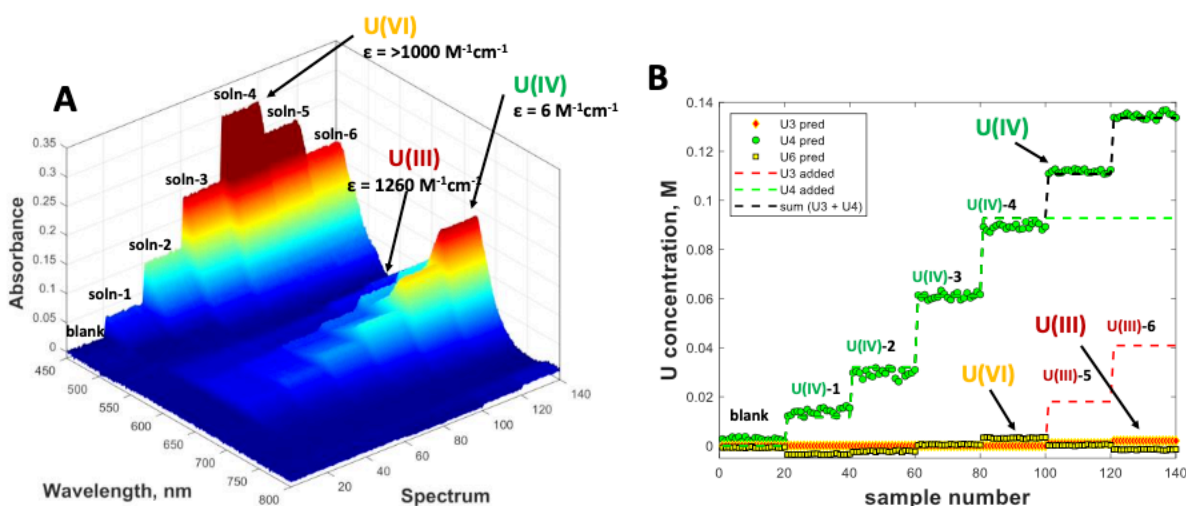 A
U(VI)
ε = >1000 M⁻¹cm⁻¹
U(IV)
ε = 6 M⁻¹cm⁻¹
U(III)
ε = 1260 M⁻¹cm⁻¹
soln-4
soln-5
soln-6
soln-3
soln-2
soln-1
blank
Absorbance
0.35
0.3
0.25
0.2
0.15
0.1
0.05
0
450
500
550
600
650
700
750
800
Wavelength, nm
20
40
60
80
100
120
140
Spectrum
B
U concentration, M
0.14
0.12
0.1
0.08
0.06
0.04
0.02
0
U3 pred
U4 pred
U6 pred
U3 added
U4 added
sum (U3 + U4)
U(IV)
U(IV)-4
U(IV)-3
U(IV)-2
U(IV)-1
blank
U(VI)
U(III)
U(III)-6
U(III)-5
0
20
40
60
80
100
120
140
sample number